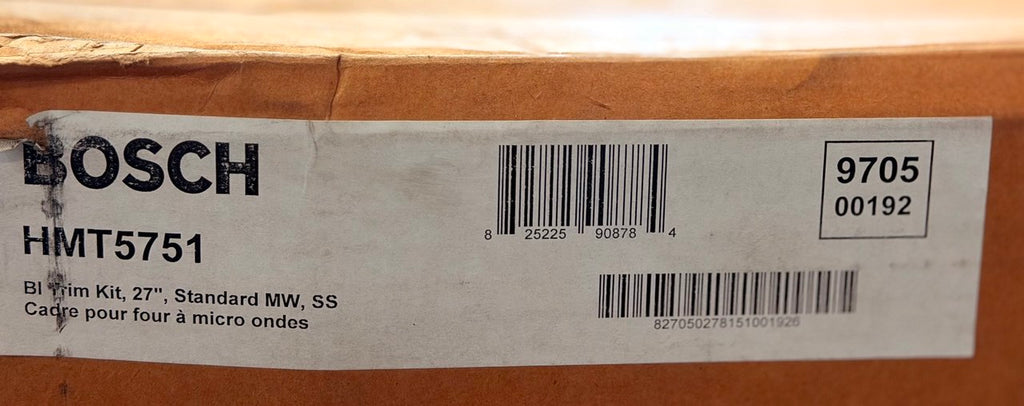 BOSCH
HMT5751
BI Trim Kit, 27", Standard MW, SS
Cadre pour four à micro ondes
8 25225 90878 4
827050278151001926
9705
00192